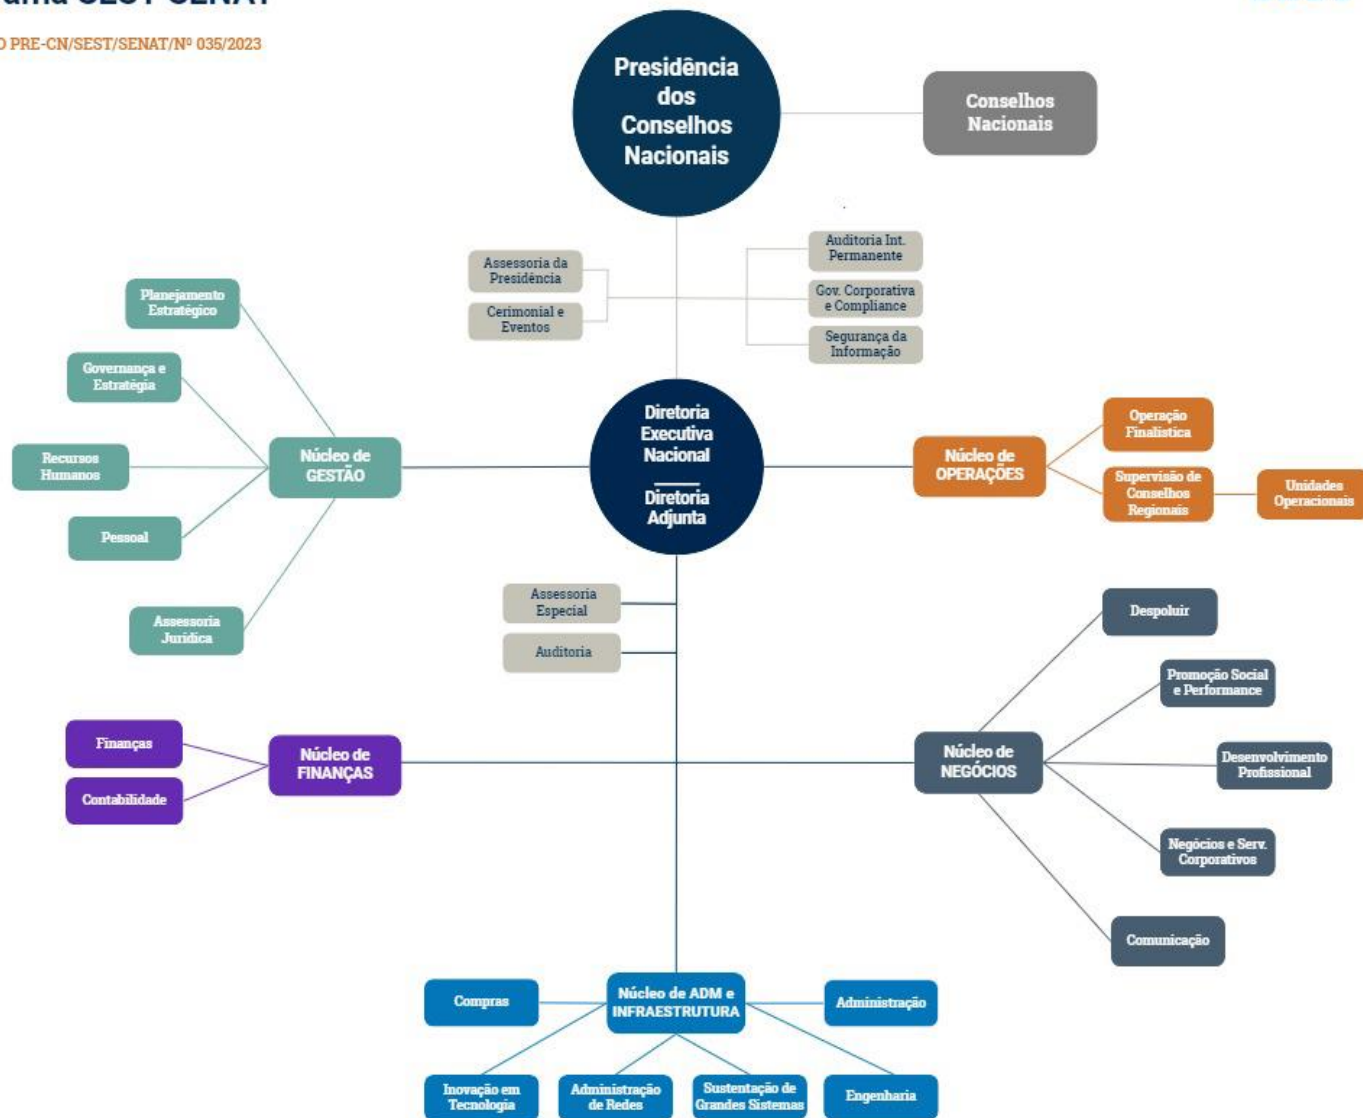 SEST SENAT
PRE-CN/SEST/SENAT/Nº 035/2023
Presidência
dos
Conselhos
Nacionais
Conselhos
Nacionais
Assessoria da
Presidência
Cerimonial e
Eventos
Auditoria Int.
Permanente
Gov. Corporativa
e Compliance
Segurança da
Informação
Planejamento
Estratégico
Governança e
Estratégia
Recursos
Humanos
Pessoal
Assessoria
Jurídica
Núcleo de
GESTÃO
Diretoria
Executiva
Nacional
Diretoria
Adjunta
Núcleo de
OPERAÇÕES
Operação
Finalística
Supervisão de
Conselhos
Regionais
Unidades
Operacionais
Assessoria
Especial
Auditoria
Finanças
Contabilidade
Núcleo de
FINANÇAS
Núcleo de
NEGÓCIOS
Despoluir
Promoção Social
e Performance
Desenvolvimento
Profissional
Negócios e Serv.
Corporativos
Comunicação
Núcleo de ADM e
INFRAESTRUTURA
Compras
Administração
Inovação em
Tecnologia
Administração
de Redes
Sustentação de
Grandes Sistemas
Engenharia